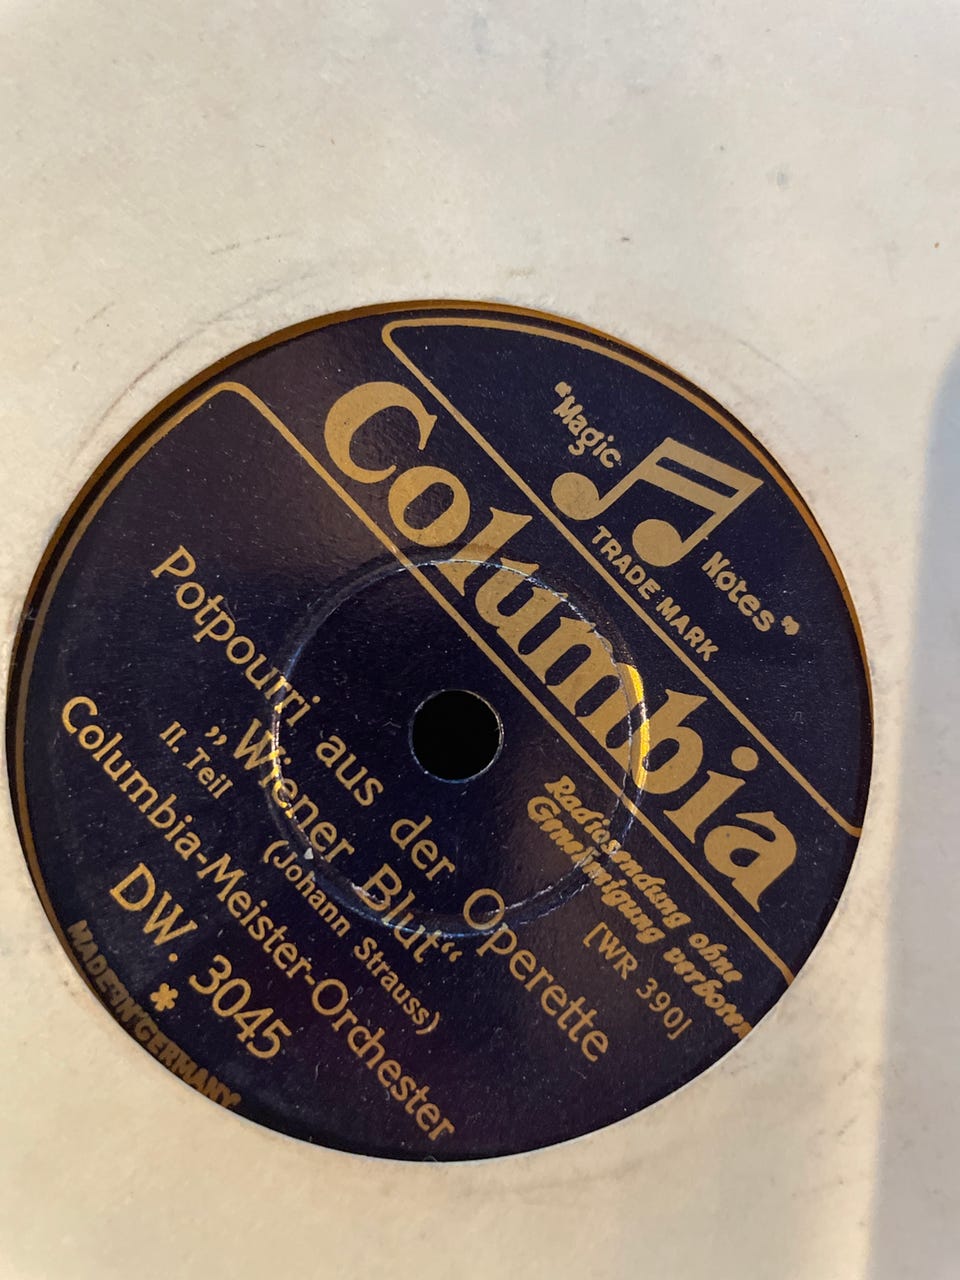 "Magic Notes"
TRADE MARK
Columbia
Radiosendung ohne
Genehmigung verboten
[WR 390]
Potpourri aus der Operette
„Wiener Blut“
II. Teil (Johann Strauss)
Columbia-Meister-Orchester
DW. 3045
*
MADE IN GERMANY